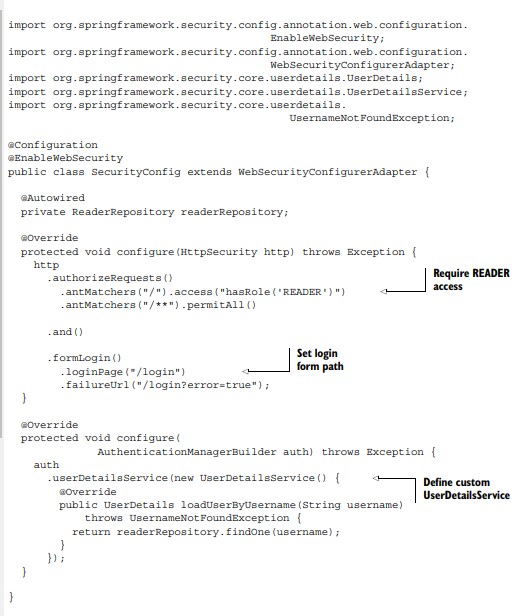 import org.springframework.security.config.annotation.web.configuration.
EnableWebSecurity;
import org.springframework.security.config.annotation.web.configuration.
WebSecurityConfigurerAdapter;
import org.springframework.security.core.userdetails.UserDetails;
import org.springframework.security.core.userdetails.UserDetailsService;
import org.springframework.security.core.userdetails.
UsernameNotFoundException;
@Configuration
@EnableWebSecurity
public class SecurityConfig extends WebSecurityConfigurerAdapter {
@Autowired
private ReaderRepository readerRepository;
@Override
protected void configure(HttpSecurity http) throws Exception {
http
.authorizeRequests()
.antMatchers("/").access("hasRole('READER')")
Require READER
access
.antMatchers("/**").permitAll()
.and()
.formLogin()
.loginPage("/login")
Set login
form path
.failureUrl("/login?error=true");
}
@Override
protected void configure(
AuthenticationManagerBuilder auth) throws Exception {
auth
.userDetailsService(new UserDetailsService() {
Define custom
UserDetailsService
@Override
public UserDetails loadUserByUsername(String username)
throws UsernameNotFoundException {
return readerRepository.findOne(username);
}
});
}
}